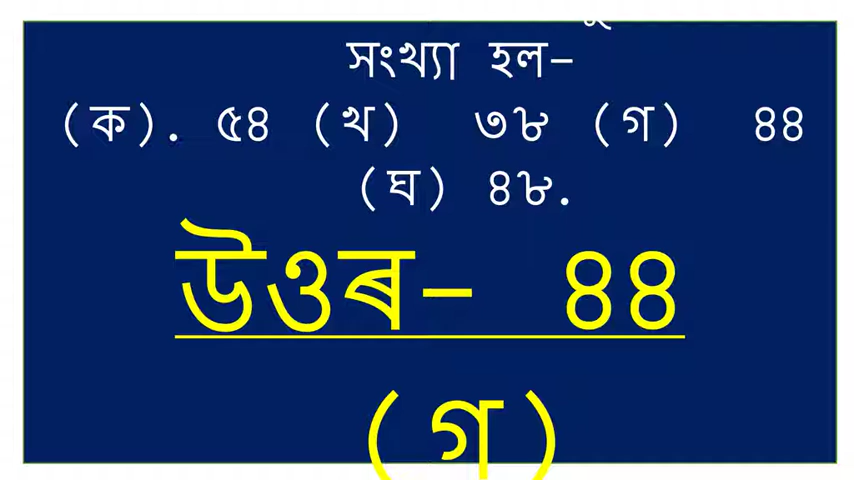 সংখ্যা হল–
(ক). ৫৪ (খ) ৩৮ (গ) ৪৪
(ঘ) ৪৮.
উওৰ– ৪৪
(গ)